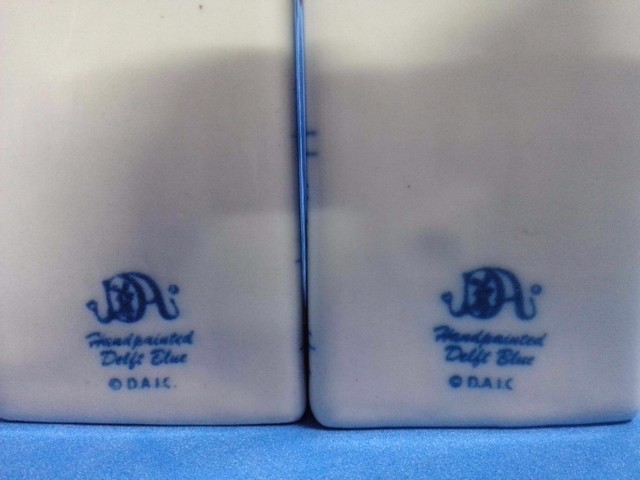 Handpainted
Delft Blue
© D.A.I.C.
Handpainted
Delft Blue
© D.A.I.C